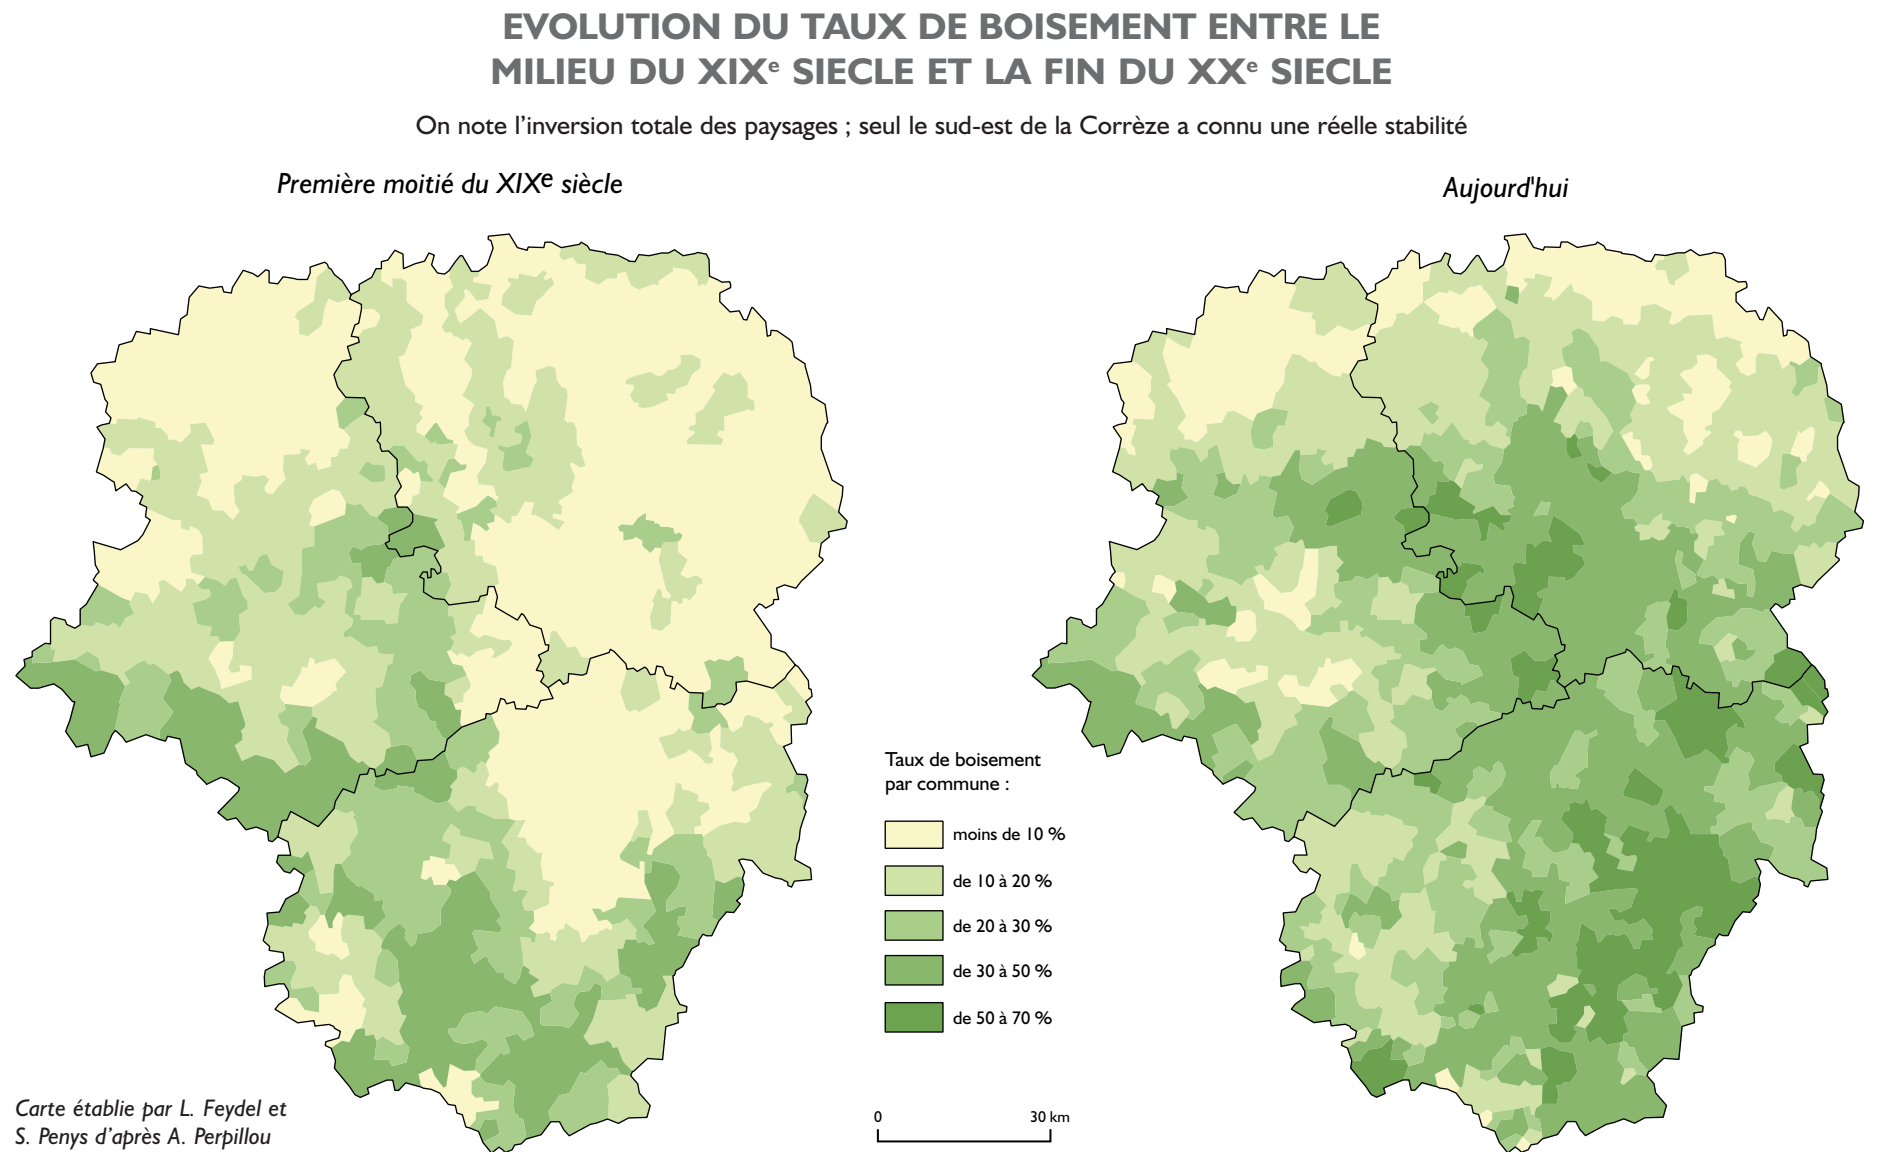 EVOLUTION DU TAUX DE BOISEMENT ENTRE LE
MILIEU DU XIXe SIECLE ET LA FIN DU XXe SIECLE
On note l’inversion totale des paysages ; seul le sud-est de la Corrèze a connu une réelle stabilité
Première moitié du XIXe siècle
Aujourd'hui
Taux de boisement
par commune :
moins de 10 %
de 10 à 20 %
de 20 à 30 %
de 30 à 50 %
de 50 à 70 %
0 30 km
Carte établie par L. Feydel et
S. Penys d’après A. Perpillou